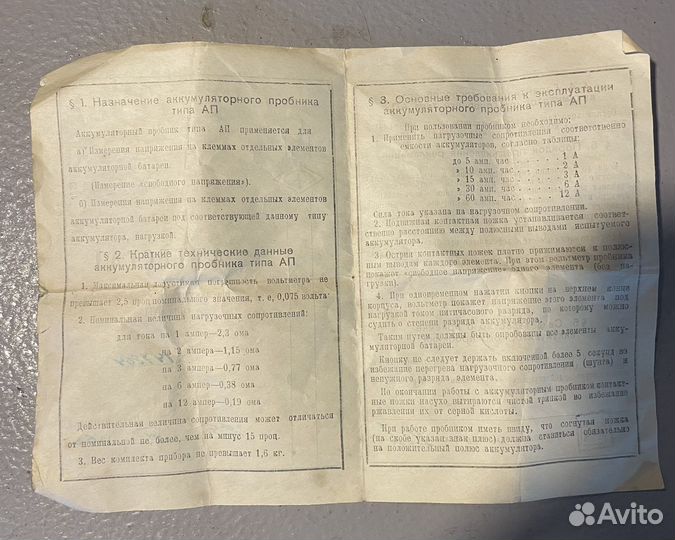 § 1. Назначение аккумуляторного пробника
типа АП
Аккумуляторный пробник типа АП применяется для
а) Измерения напряжения на клеммах отдельных элементов
аккумуляторной батареи.
(Измерение «свободного напряжения»).
б) Измерения напряжения на клеммах отдельных элементов
аккумуляторной батареи под соответствующей данному типу
аккумулятора, нагрузкой.
§ 2. Краткие технические данные
аккумуляторного пробника типа АП
1. Максимальная допустимая погрешность вольтметра не
превышает 2,5 проц номинального значения, т. е, 0,075 вольта
2. Номинальная величина нагрузочных сопротивлений:
для тока на 1 ампер—2,3 ома
на 2 ампера—1,15 ома
на 3 ампера—0,77 ома
на 6 ампер—0,38 ома
на 12 ампер—0,19 ома
Действительная величина сопротивления может отличаться
от номинальной не более, чем на минус 15 проц.
3. Вес комплекта прибора не превышает 1,6 кг.
§ 3. Основные требования к эксплуатации
аккумуляторного пробника типа АП
При пользовании пробником необходимо:
1. Применять нагрузочные сопротивления соответственно
емкости аккумуляторов, согласно таблицы:
до 5 амп. час . . . . . . 1 А
» 10 амп. час . . . . . . 2 А
» 15 амп. час . . . . . . 3 А
» 30 амп. час . . . . . . 6 А
» 60 амп. час . . . . . . 12 А
Сила тока указана на нагрузочном сопротивлении.
2. Подвижная контактная ножка устанавливается соответ-
ственно расстоянию между полюсными выводами испытуемого
аккумулятора.
3. Острия контактных ножек плотно прижимаются к полюс-
ным выводам каждого элемента. При этом вольтметр пробника
покажет «свободное напряжение» элемента (без на-
грузки).
4. При одновременном нажатии кнопки на верхнем конце
корпуса, вольтметр покажет напряжение этого элемента под
нагрузкой током пятичасового разряда, по которому можно
судить о степени разряда аккумулятора.
Таким путем должны быть опробованы все элементы акку-
муляторной батареи.
Кнопку не следует держать включенной более 5 секунд во
избежание перегрева нагрузочного сопротивления (шунта) и
ненужного разряда элемента.
По окончании работы с аккумуляторным пробником контакт-
ные ножки насухо вытираются чистой тряпкой во избежание
ржавления их от серной кислоты.
При работе пробником иметь ввиду, что согнутая ножка
(на скобе указан знак плюс) должна ставиться обязательно
на положительный полюс аккумулятора.
Avito